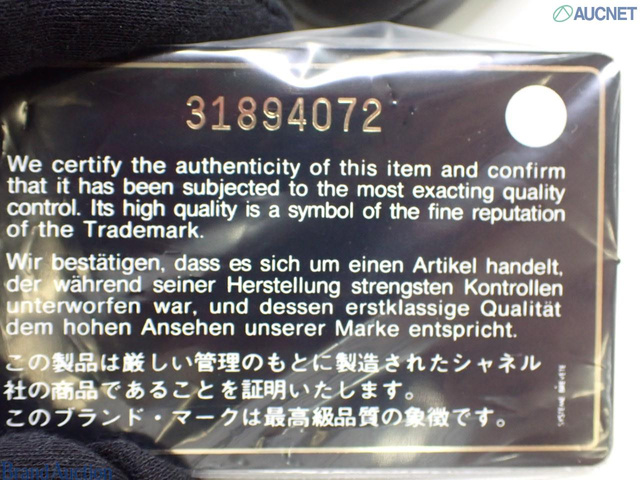 AUCNET
31894072
We certify the authenticity of this item and confirm
that it has been subjected to the most exacting quality
control. Its high quality is a symbol of the fine reputation
of the Trademark.
Wir bestätigen, dass es sich um einen Artikel handelt,
der während seiner Herstellung strengsten Kontrollen
unterworfen war, und dessen erstklassige Qualität
dem hohen Ansehen unserer Marke entspricht.
この製品は厳しい管理のもとに製造されたシャネル
社の商品であることを証明いたします。
このブランド・マークは最高級品質の象徴です。
SYSTEME BREVETE
Brand Auction